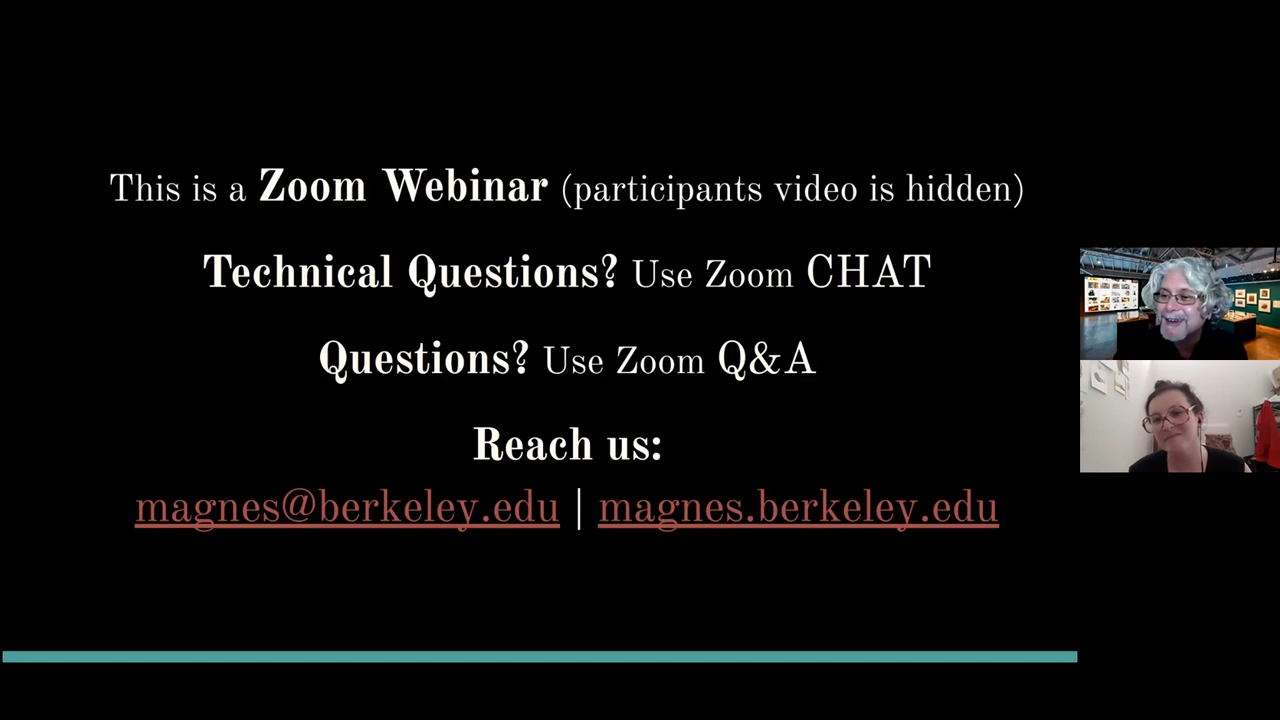 This is a Zoom Webinar (participants video is hidden)
Technical Questions? Use Zoom CHAT
Questions? Use Zoom Q&A
Reach us:
magnes@berkeley.edu | magnes.berkeley.edu